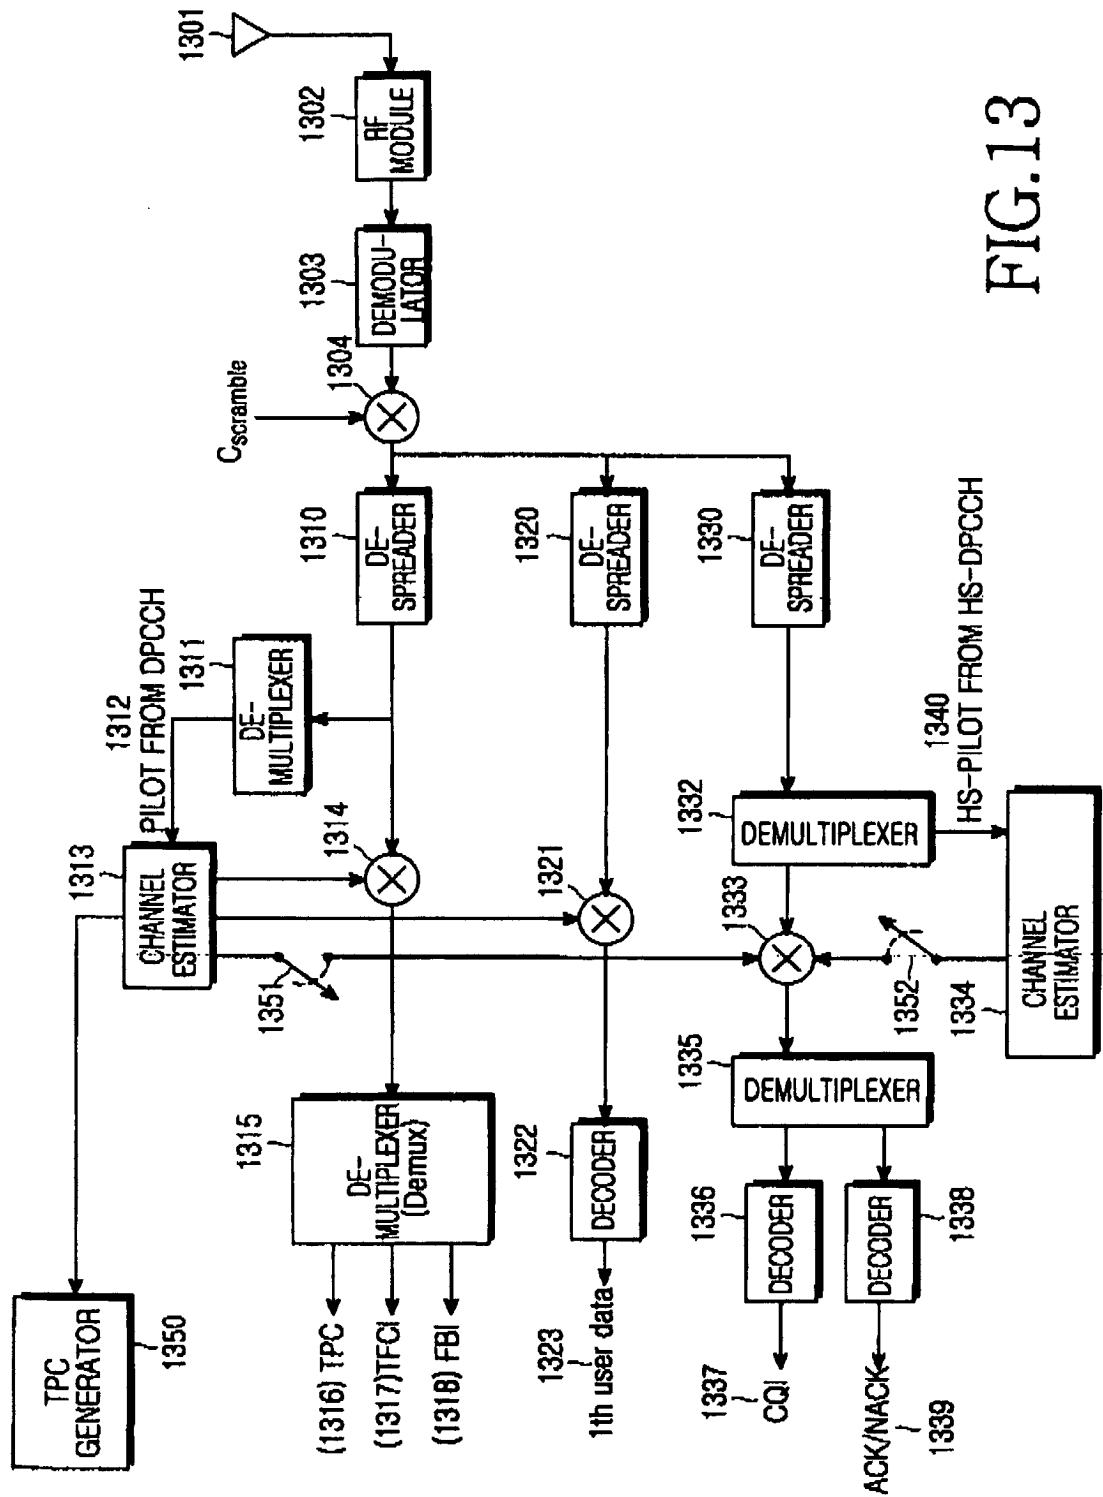 1301
1302
RF
MODULE
1303
DEMODU-
LATOR
1304
Cscramble
1310
DE-
SPREADER
1320
DE-
SPREADER
1330
DE-
SPREADER
1311
DE-
MULTIPLEXER
1312
PILOT FROM DPCCH
1313
CHANNEL
ESTIMATOR
1314
1321
1332
DEMULTIPLEXER
1340
HS-PILOT FROM HS-DPCCH
1333
1351
1352
1334
CHANNEL
ESTIMATOR
1315
DE-
MULTIPLEXER
(Demux)
1322
DECODER
1335
DEMULTIPLEXER
1336
DECODER
1338
DECODER
TPC
GENERATOR
1350
(1316) TPC
(1317)TFCI
(1318) FBI
1323
1th user data
1337
CQI
ACK/NACK
1339
FIG.13